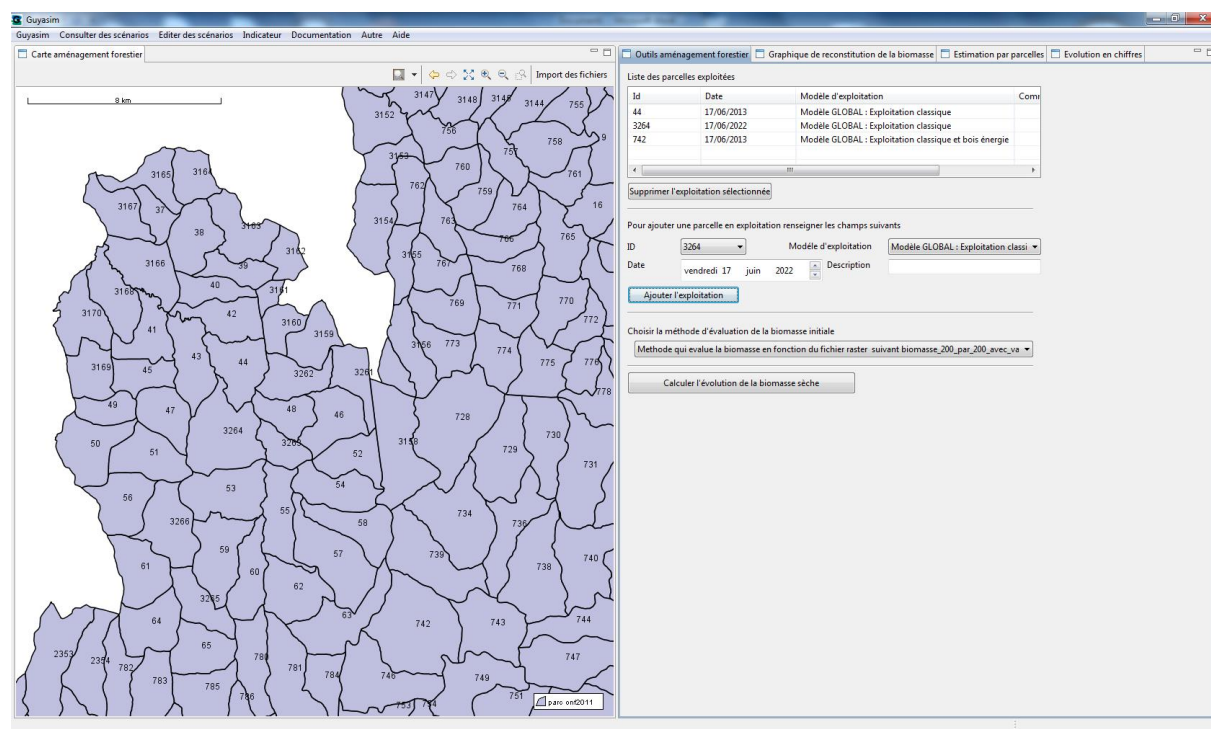 Guyasim
Guyasim Consulter des scénarios Editer des scénarios Indicateur Documentation Autre Aide
Carte aménagement forestier
Import des fichiers
8 km
3147 3148 3144 755
3152
756 758 9
3153 757
760 761
3165
762 759
3167 37 764 16
38 3154 763
3163 766 765
3162 3155
3166 39 767 768
40 3161
3168 769 770
3170 42 771
41 3160 772
3159
43 3156 773 774
44 775 776
3169 45 3262 3261
778
49 48
47 46 728
3264 730
50 3158
51 52 729
731
53 54
56
55 734
3266 58 736
59 57 739 740
61 60 738
62
3265 63
64 742 743 744
65
2353 2354 780 747
782 781
783 784 746 749
785
786 751
753
parc onf2011
Outils aménagement forestier Graphique de reconstitution de la biomasse Estimation par parcelles Evolution en chiffres
Liste des parcelles exploitées
Id Date Modèle d'exploitation
44 17/06/2013 Modèle GLOBAL : Exploitation classique
3264 17/06/2022 Modèle GLOBAL : Exploitation classique
742 17/06/2013 Modèle GLOBAL : Exploitation classique et bois énergie
Supprimer l'exploitation sélectionnée
Pour ajouter une parcelle en exploitation renseigner les champs suivants
ID 3264 Modèle d'exploitation Modèle GLOBAL : Exploitation classi
Date vendredi 17 juin 2022 Description
Ajouter l'exploitation
Choisir la méthode d'évaluation de la biomasse initiale
Methode qui evalue la biomasse en fonction du fichier raster suivant biomasse_200_par_200_avec_va
Calculer l'évolution de la biomasse sèche